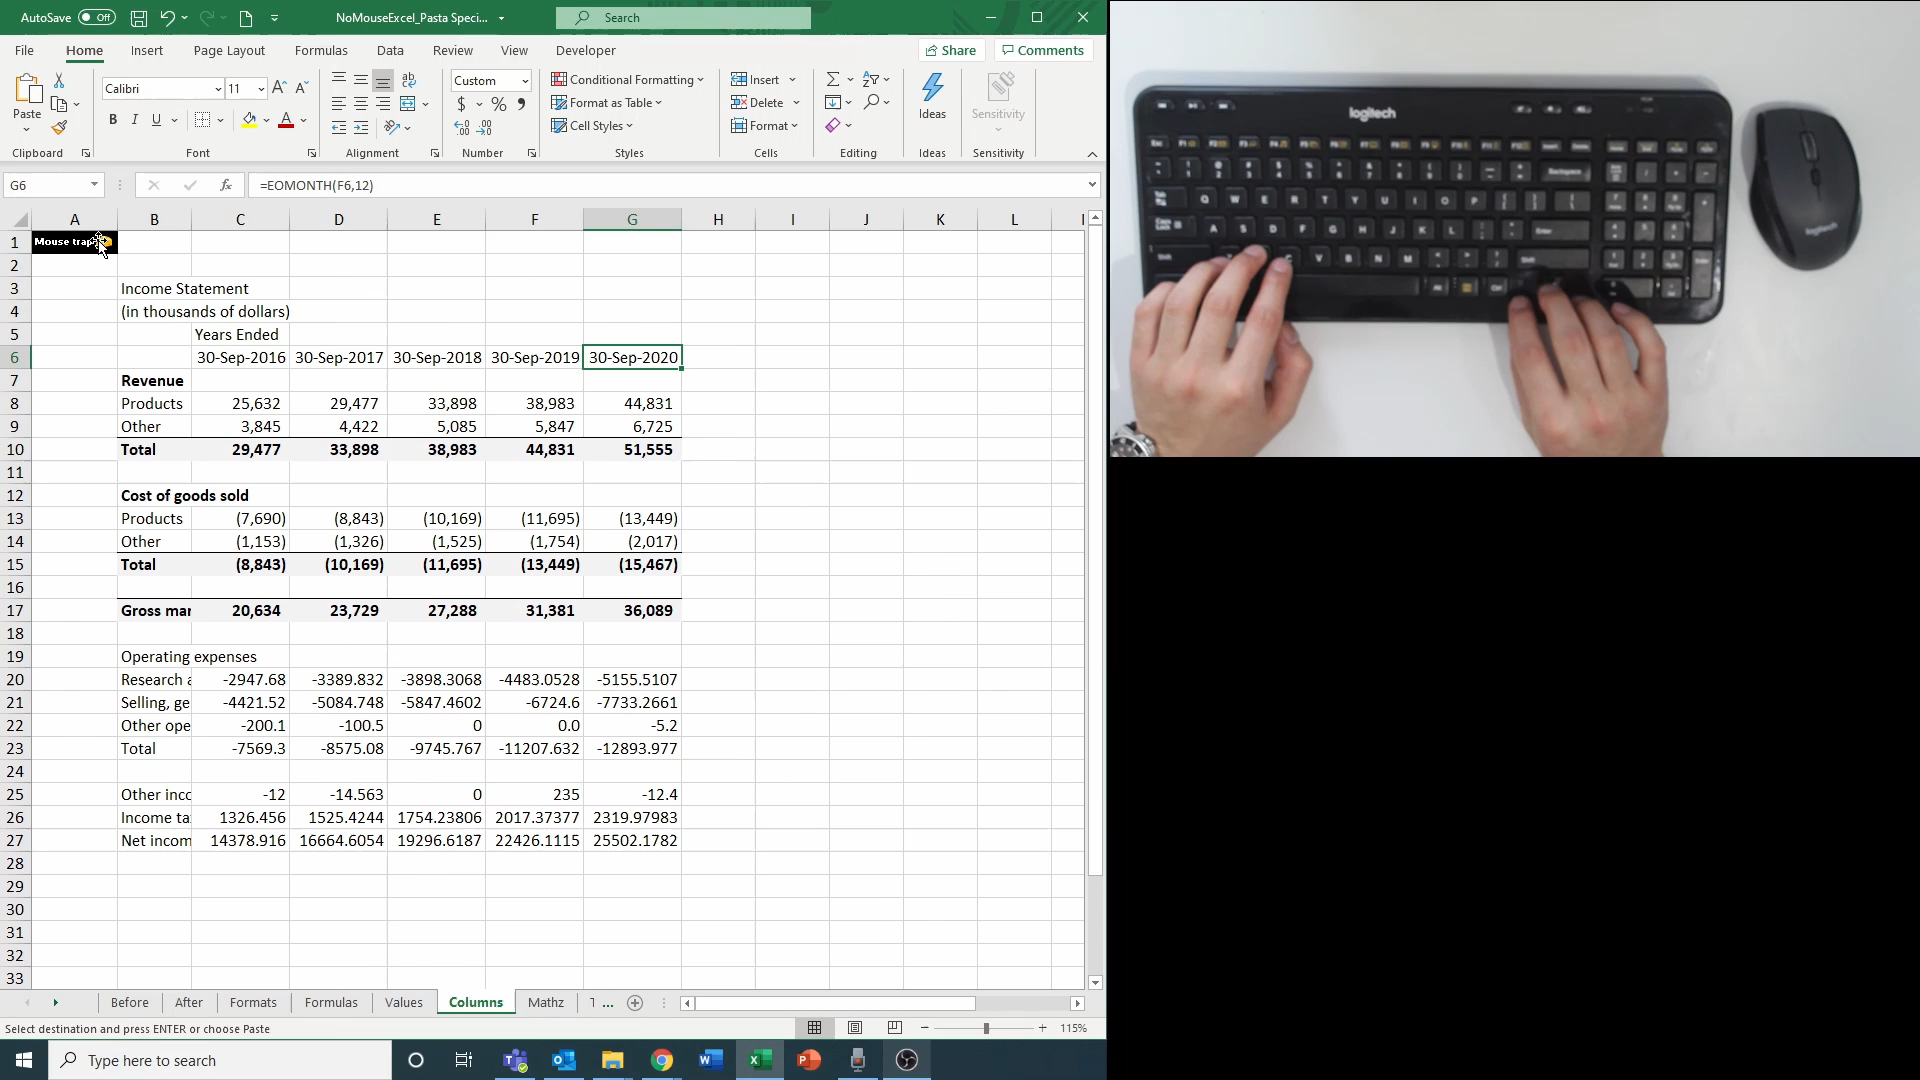 AutoSave Off NoMouseExcel_Pasta Speci... Search
File Home Insert Page Layout Formulas Data Review View Developer Share Comments
Paste Calibri 11 Custom Conditional Formatting Insert Ideas Sensitivity
B I U A $ % Format as Table Delete
Cell Styles Format
Clipboard Font Alignment Number Styles Cells Editing Ideas Sensitivity
G6 fx =EOMONTH(F6,12)
A B C D E F G H I J K L
1 Mouse trap
2
3 Income Statement
4 (in thousands of dollars)
5 Years Ended
6 30-Sep-2016 30-Sep-2017 30-Sep-2018 30-Sep-2019 30-Sep-2020
7 Revenue
8 Products 25,632 29,477 33,898 38,983 44,831
9 Other 3,845 4,422 5,085 5,847 6,725
10 Total 29,477 33,898 38,983 44,831 51,555
11
12 Cost of goods sold
13 Products (7,690) (8,843) (10,169) (11,695) (13,449)
14 Other (1,153) (1,326) (1,525) (1,754) (2,017)
15 Total (8,843) (10,169) (11,695) (13,449) (15,467)
16
17 Gross mar 20,634 23,729 27,288 31,381 36,089
18
19 Operating expenses
20 Research a -2947.68 -3389.832 -3898.3068 -4483.0528 -5155.5107
21 Selling, ge -4421.52 -5084.748 -5847.4602 -6724.6 -7733.2661
22 Other ope -200.1 -100.5 0 0.0 -5.2
23 Total -7569.3 -8575.08 -9745.767 -11207.632 -12893.977
24
25 Other inco -12 -14.563 0 235 -12.4
26 Income ta 1326.456 1525.4244 1754.23806 2017.37377 2319.97983
27 Net incom 14378.916 16664.6054 19296.6187 22426.1115 25502.1782
28
29
30
31
32
33
Before After Formats Formulas Values Columns Mathz T ...
Select destination and press ENTER or choose Paste 115%
Type here to search
logitech
Q W E R T Y U I O P
A S D F G H J K L Enter
C V B N M Shift
Backspace
logitech